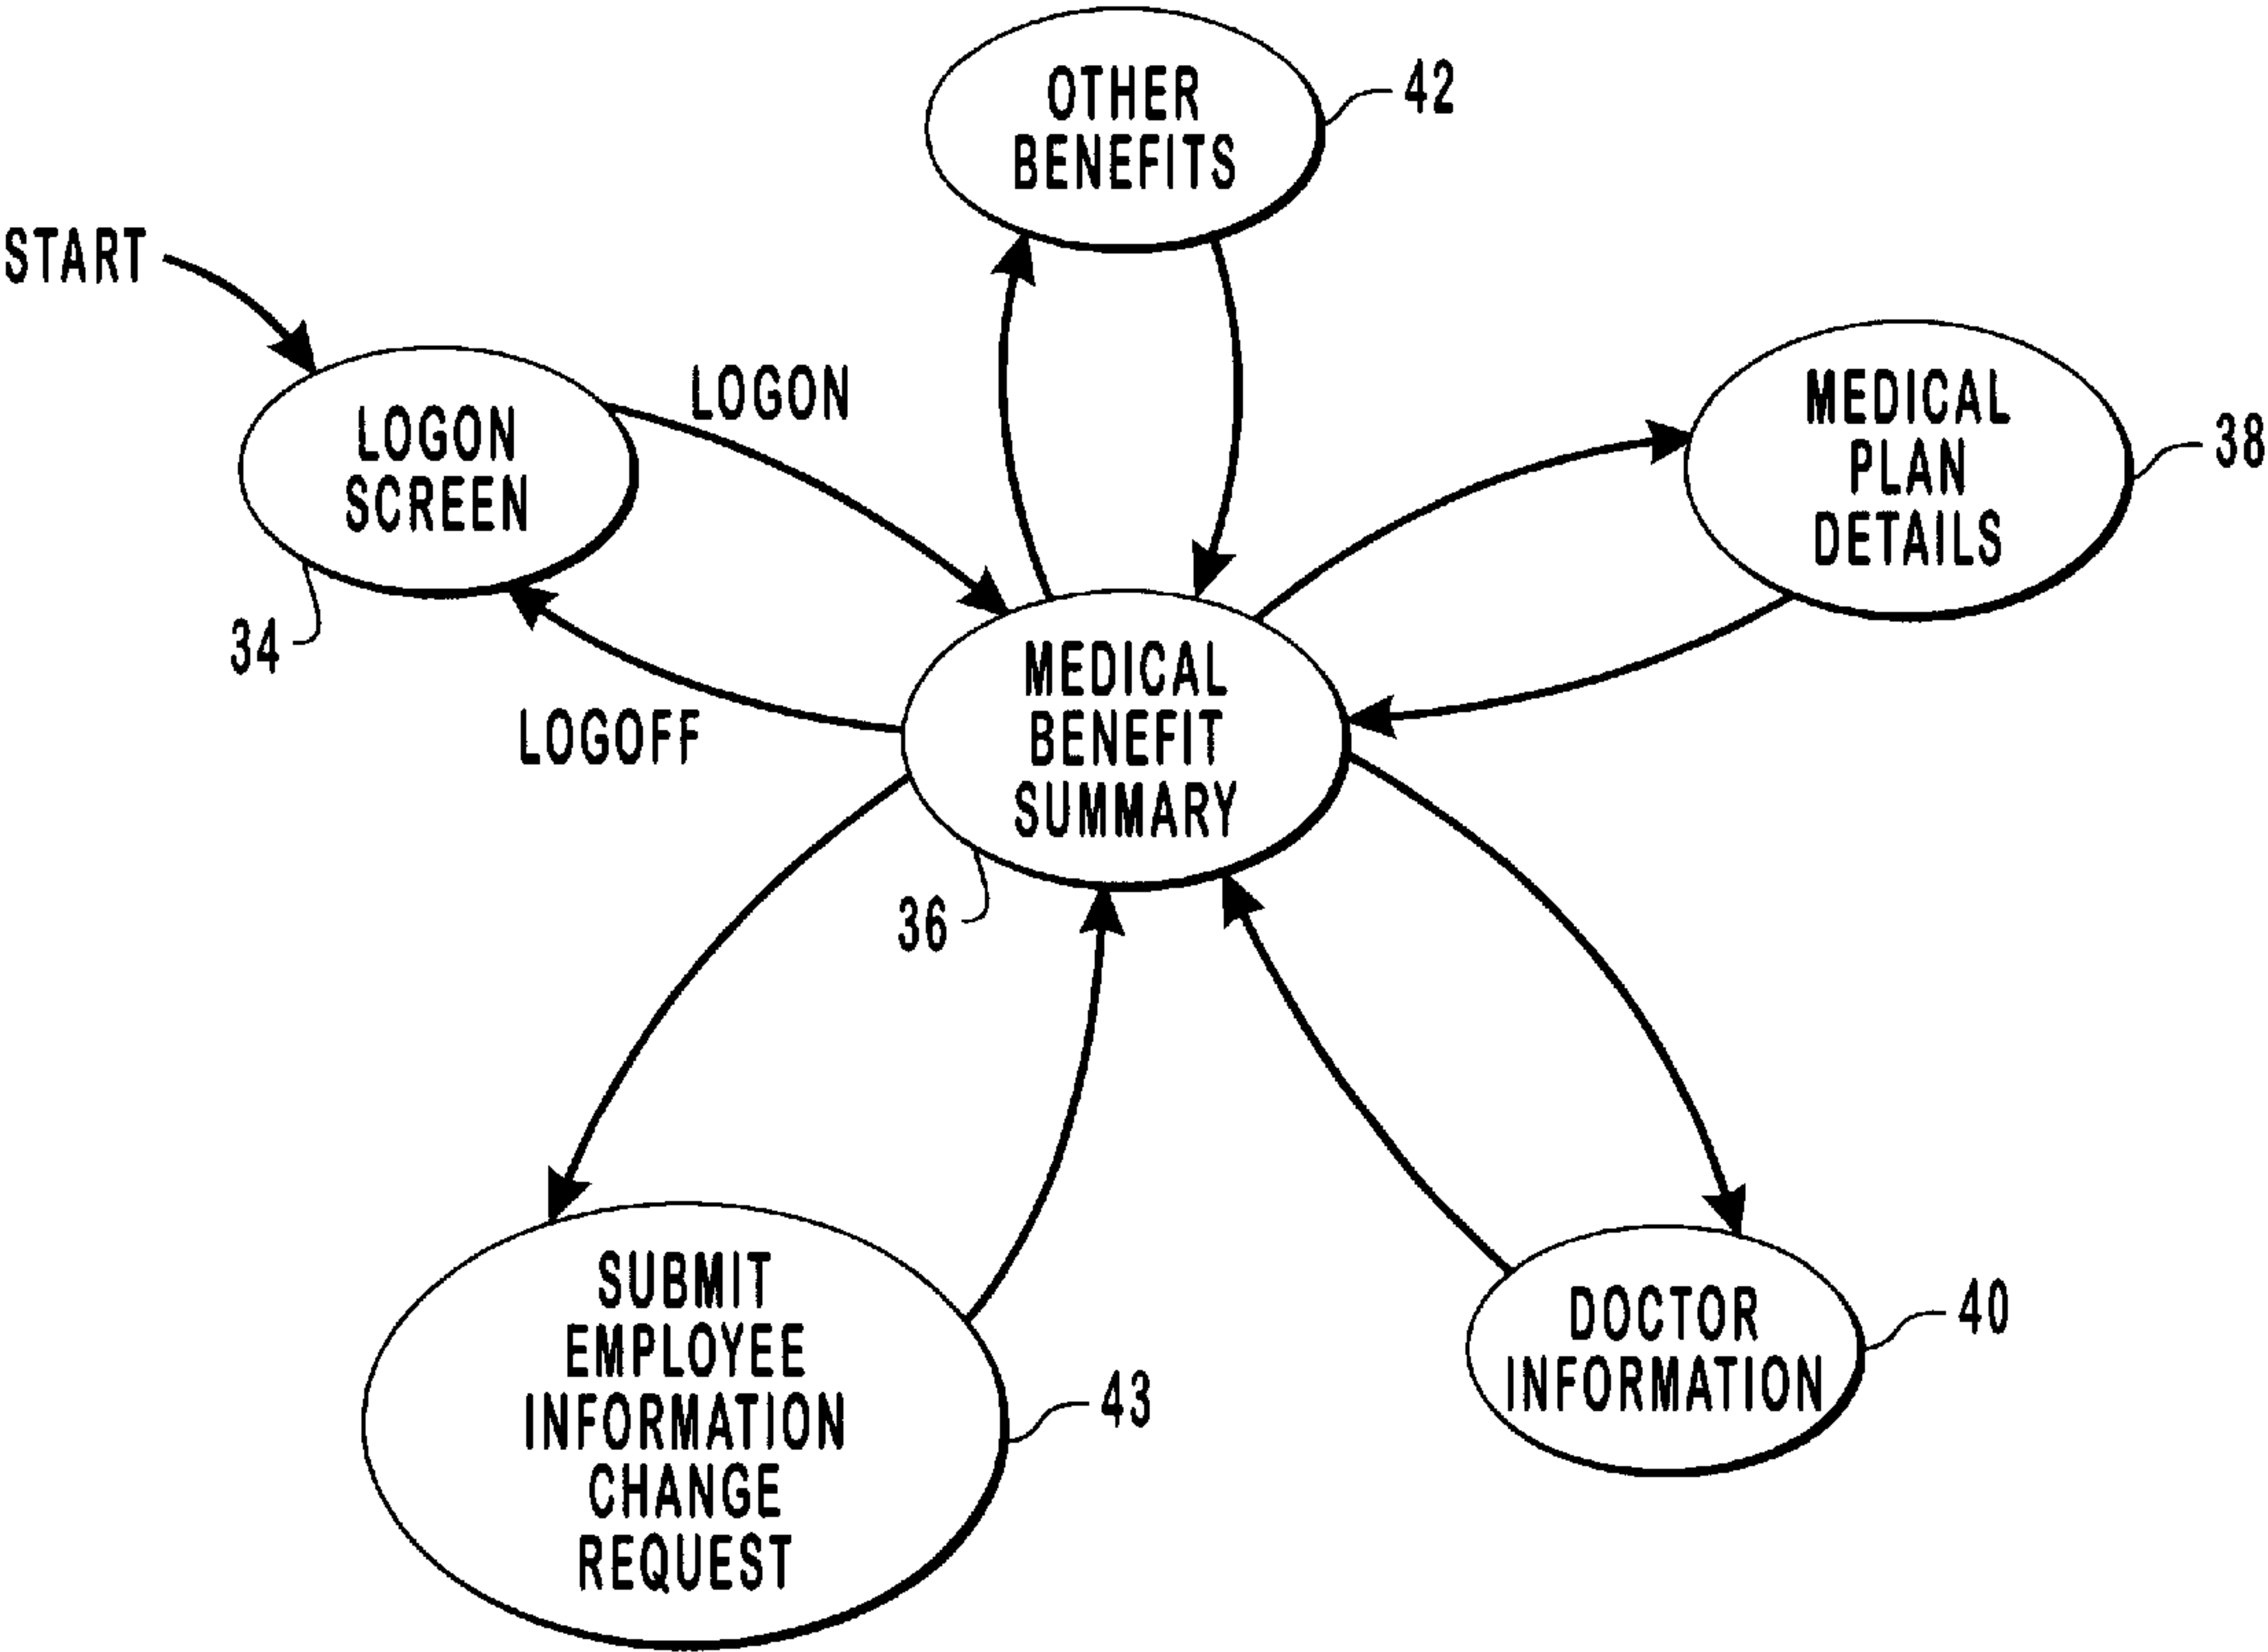 OTHER
BENEFITS
42
START
LOGON
SCREEN
34
LOGON
MEDICAL
PLAN
DETAILS
38
LOGOFF
MEDICAL
BENEFIT
SUMMARY
36
SUBMIT
EMPLOYEE
INFORMATION
CHANGE
REQUEST
43
DOCTOR
INFORMATION
40